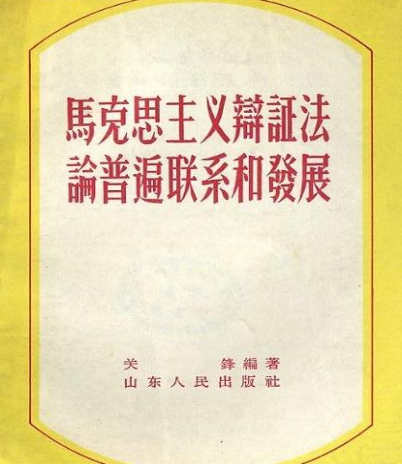 馬克思主义辯証法
論普遍联系和發展
关 鋒編著
山东人民出版社